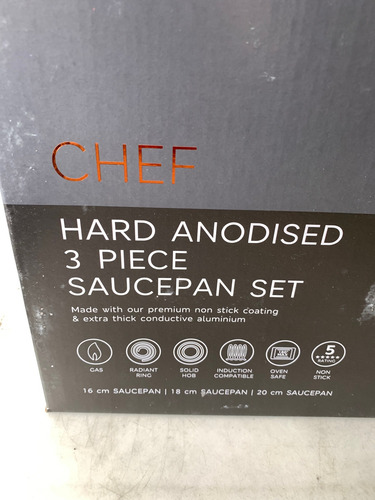 CHEF
HARD ANODISED
3 PIECE
SAUCEPAN SET
Made with our premium non stick coating
& extra thick conductive aluminium
5
RATING
GAS
RADIANT
RING
SOLID
HOB
INDUCTION
COMPATIBLE
OVEN
SAFE
NON
STICK
16 cm SAUCEPAN | 18 cm SAUCEPAN | 20 cm SAUCEPAN